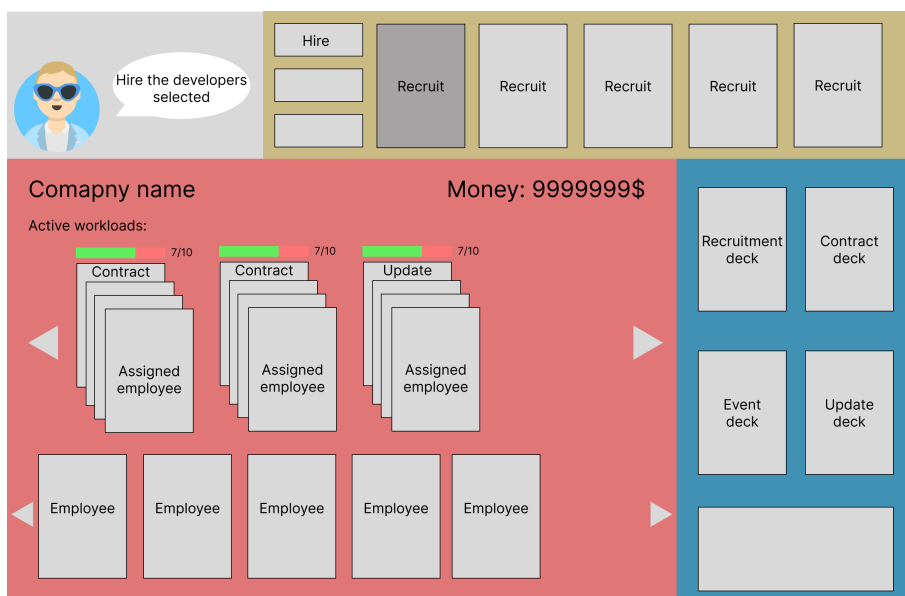 Hire the developers
selected
Hire
Recruit
Recruit
Recruit
Recruit
Recruit
Comapny name
Money: 9999999$
Active workloads:
7/10
7/10
7/10
Contract
Contract
Update
Assigned
employee
Assigned
employee
Assigned
employee
Employee
Employee
Employee
Employee
Employee
Recruitment
deck
Contract
deck
Event
deck
Update
deck